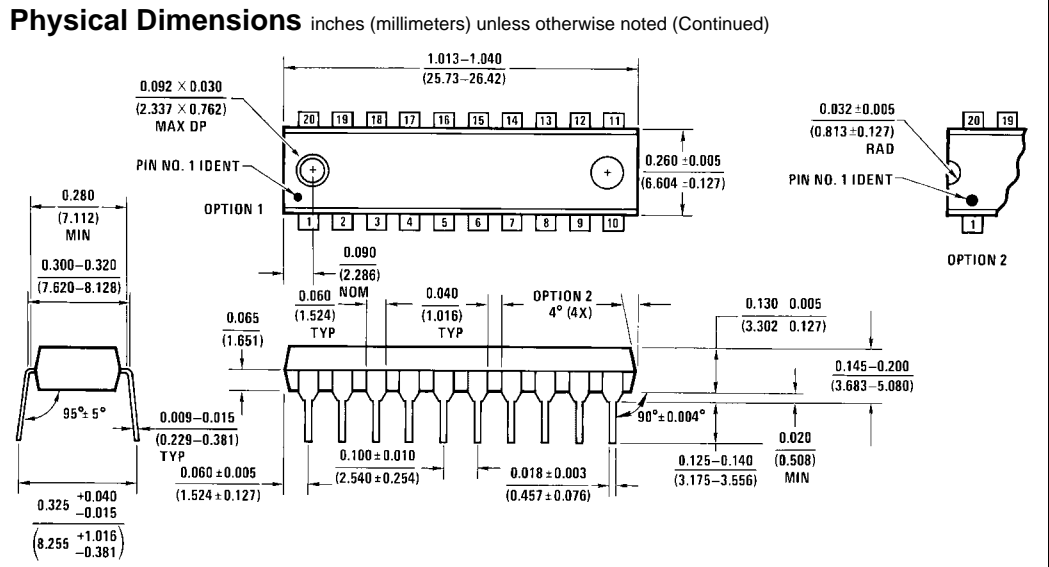 Physical Dimensions inches (millimeters) unless otherwise noted (Continued)
1.013–1.040
(25.73–26.42)
0.092 × 0.030
(2.337 × 0.762)
MAX DP
20 19 18 17 16 15 14 13 12 11
0.032 ±0.005
(0.813 ±0.127)
RAD
20 19
PIN NO. 1 IDENT
0.260 ±0.005
(6.604 ±0.127)
PIN NO. 1 IDENT
OPTION 1
1 2 3 4 5 6 7 8 9 10
1
OPTION 2
0.280
(7.112)
MIN
0.090
(2.286)
NOM
0.300–0.320
(7.620–8.128)
0.060
(1.524)
TYP
0.040
(1.016)
TYP
OPTION 2
4° (4X)
0.130 0.005
(3.302 0.127)
0.065
(1.651)
0.145–0.200
(3.683–5.080)
95° ± 5°
0.009–0.015
(0.229–0.381)
TYP
90° ± 0.004°
0.020
(0.508)
MIN
0.100 ± 0.010
(2.540 ± 0.254)
0.018 ± 0.003
(0.457 ± 0.076)
0.125–0.140
(3.175–3.556)
0.060 ± 0.005
(1.524 ± 0.127)
0.325 +0.040
–0.015
(8.255 +1.016
–0.381)